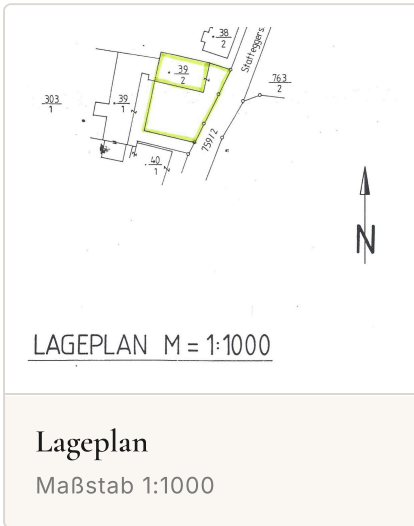 38
2
Statteggers
39
2
763
2
303
1
39
1
759/2
40
1
N
LAGEPLAN M = 1:1000
Lageplan
Maßstab 1:1000